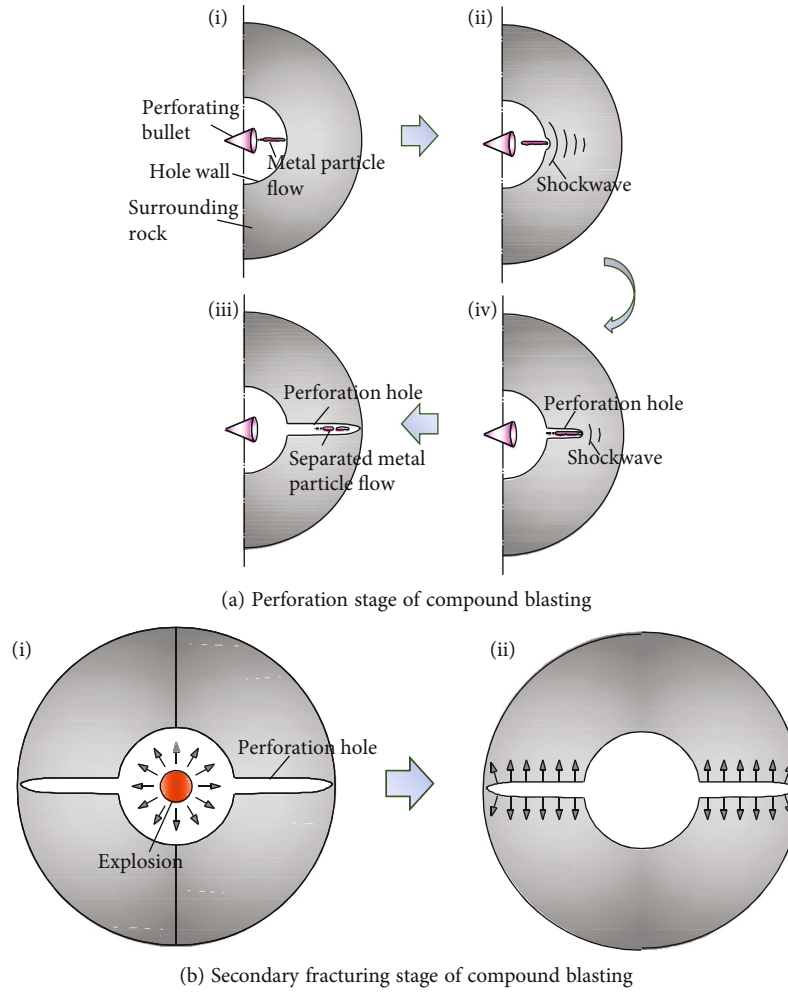 (i)
Perforating
bullet
Hole wall
Metal particle
flow
Surrounding
rock
(ii)
Shockwave
(iii)
Perforation hole
Separated metal
particle flow
(iv)
Perforation hole
Shockwave
(a) Perforation stage of compound blasting
(i)
Perforation hole
Explosion
(ii)
(b) Secondary fracturing stage of compound blasting